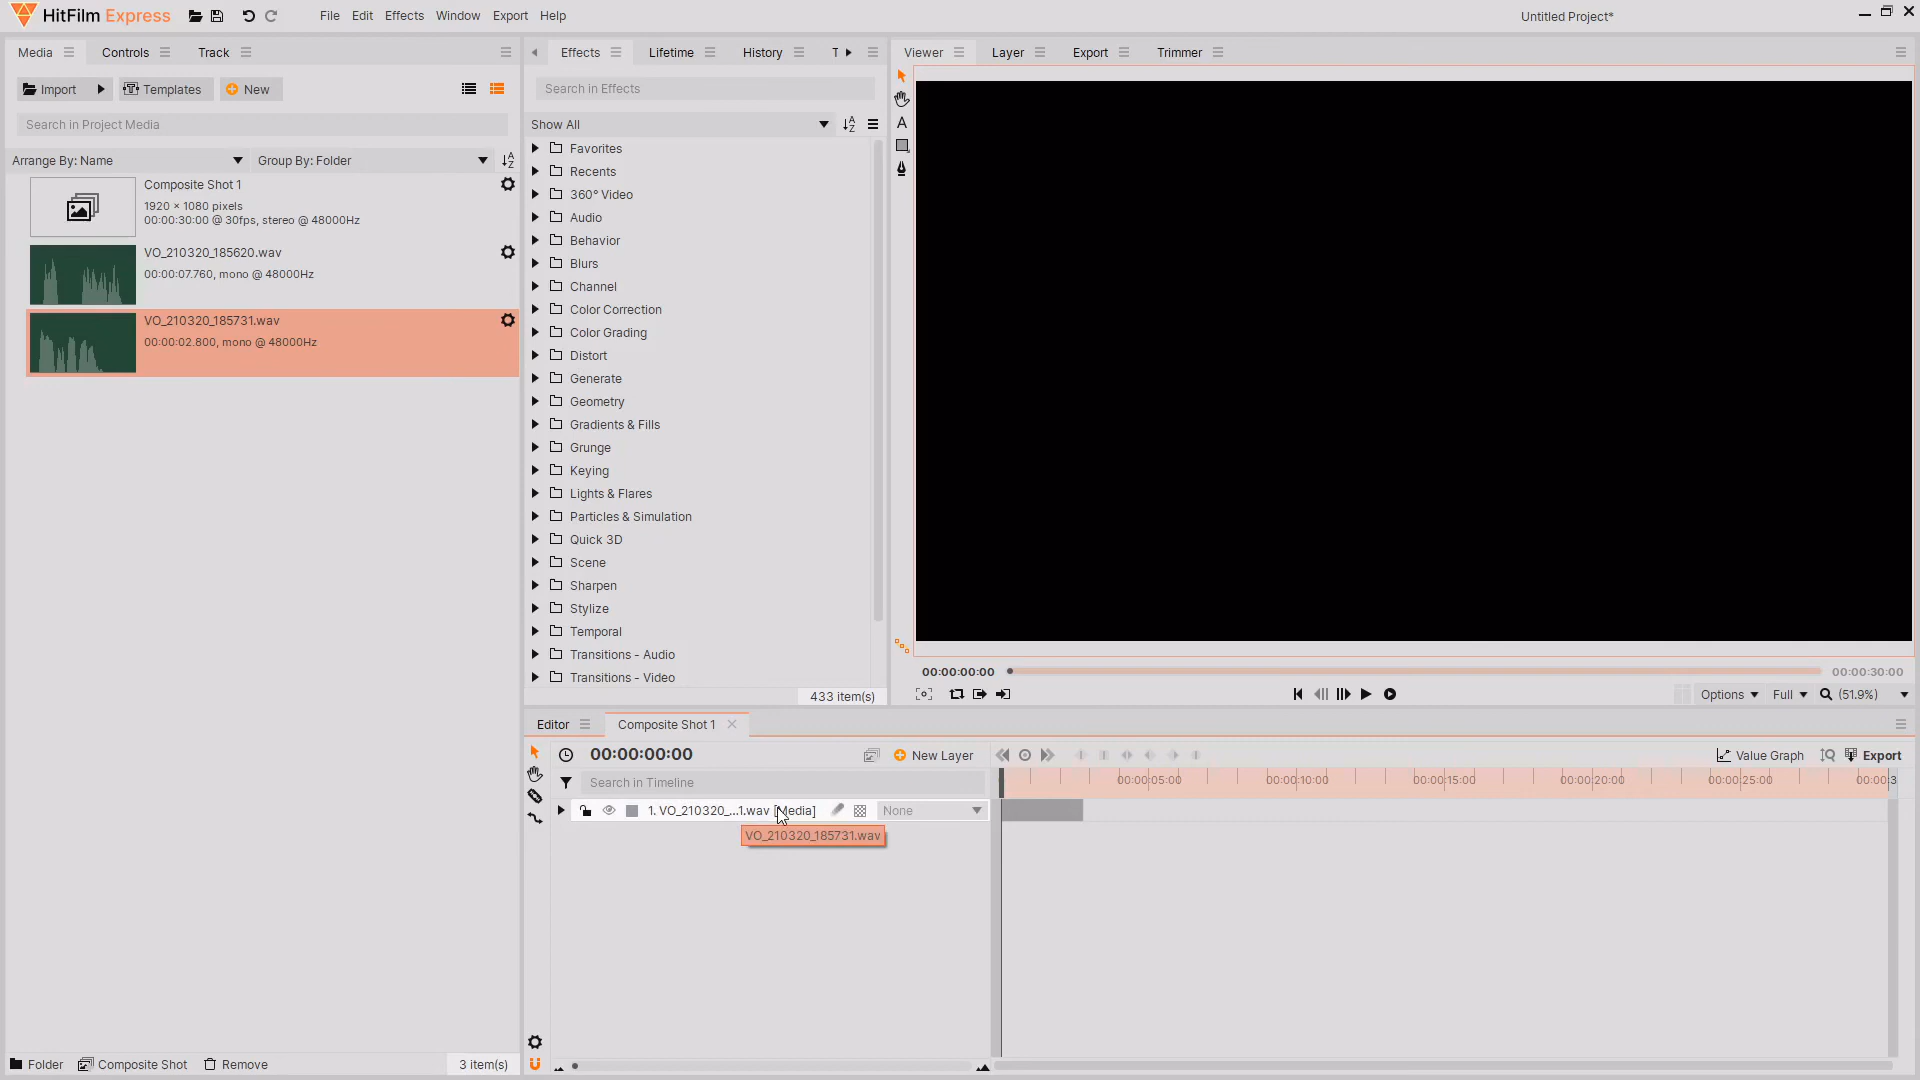 HitFilm Express
File Edit Effects Window Export Help
Untitled Project*
Media Controls Track
Effects Lifetime History T
Viewer Layer Export Trimmer
Import Templates New
Search in Project Media
Arrange By: Name Group By: Folder
Composite Shot 1
1920 × 1080 pixels
00:00:30:00 @ 30fps, stereo @ 48000Hz
VO_210320_185620.wav
00:00:07.760, mono @ 48000Hz
VO_210320_185731.wav
00:00:02.800, mono @ 48000Hz
Folder Composite Shot Remove 3 item(s)
Search in Effects
Show All
Favorites
Recents
360° Video
Audio
Behavior
Blurs
Channel
Color Correction
Color Grading
Distort
Generate
Geometry
Gradients & Fills
Grunge
Keying
Lights & Flares
Particles & Simulation
Quick 3D
Scene
Sharpen
Stylize
Temporal
Transitions - Audio
Transitions - Video
433 item(s)
A
00:00:00:00 00:00:30:00
Options Full (51.9%)
Editor Composite Shot 1
00:00:00:00 New Layer Value Graph Export
Search in Timeline
00:00:05:00 00:00:10:00 00:00:15:00 00:00:20:00 00:00:25:00 00:00:3
1. VO_210320_...1.wav [Media] None
VO_210320_185731.wav